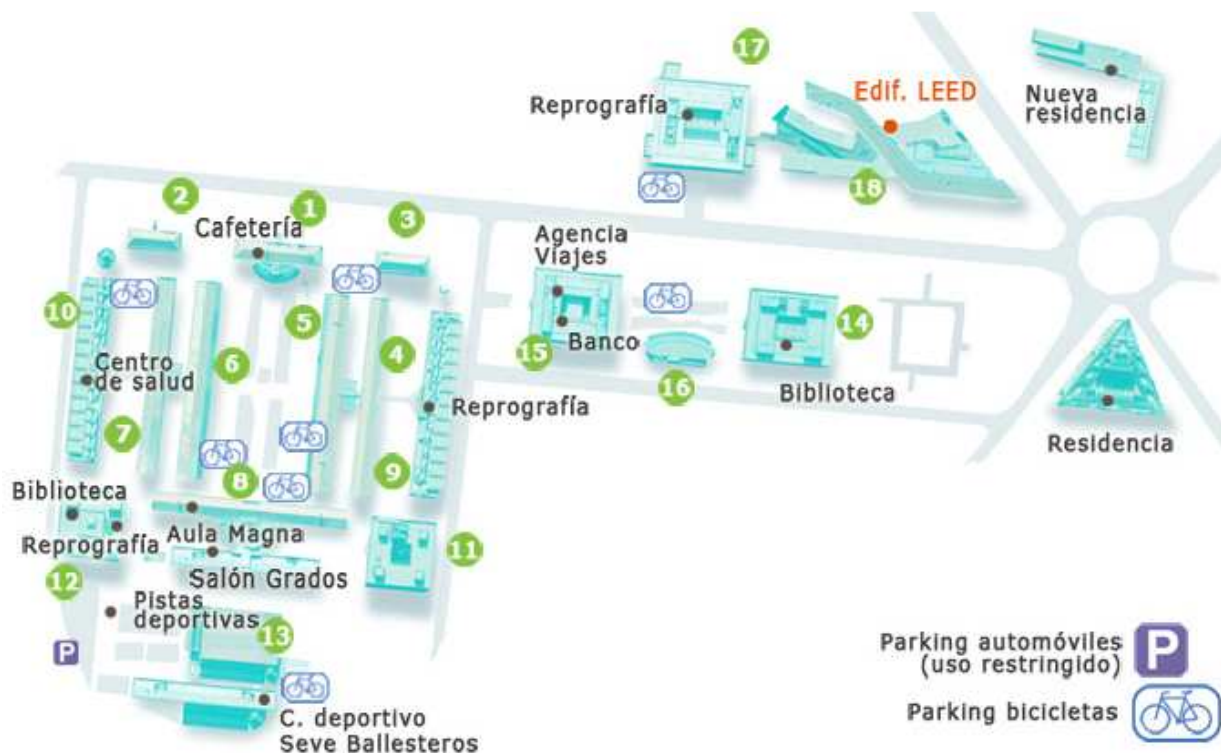 17
Reprografía
Edif. LEED
Nueva
residencia
18
2
1
3
Cafetería
Agencia
Viajes
10
5
Banco
14
15
6
4
Centro
de salud
16
Biblioteca
Reprografía
Residencia
7
9
8
Biblioteca
Aula Magna
Reprografía
11
Salón Grados
12
Pistas
deportivas
13
P
C. deportivo
Seve Ballesteros
Parking automóviles
(uso restringido)
P
Parking bicicletas